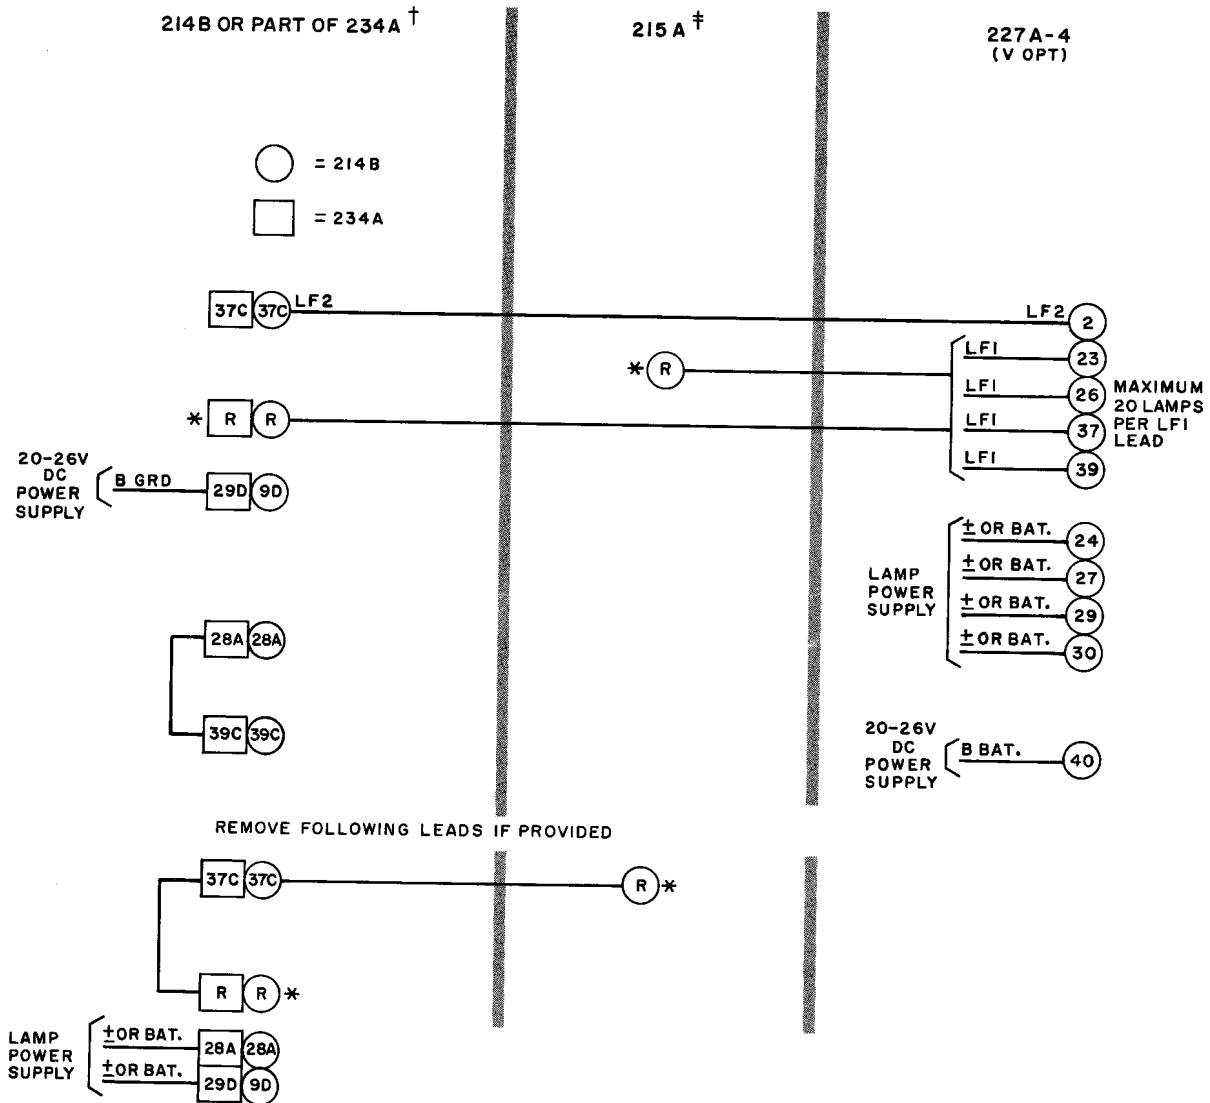 214B OR PART OF 234A †
215A ‡
227A-4
(V OPT)
= 214B
= 234A
37C 37C LF2
LF2 2
* R
LF1 23
LF1 26
LF1 37
LF1 39
MAXIMUM
20 LAMPS
PER LF1
LEAD
* R R
20-26V
DC
POWER
SUPPLY
B GRD 29D 9D
LAMP
POWER
SUPPLY
± OR BAT. 24
± OR BAT. 27
± OR BAT. 29
± OR BAT. 30
28A 28A
39C 39C
20-26V
DC
POWER
SUPPLY
B BAT. 40
REMOVE FOLLOWING LEADS IF PROVIDED
37C 37C
R *
R R *
LAMP
POWER
SUPPLY
± OR BAT. 28A 28A
± OR BAT. 29D 9D